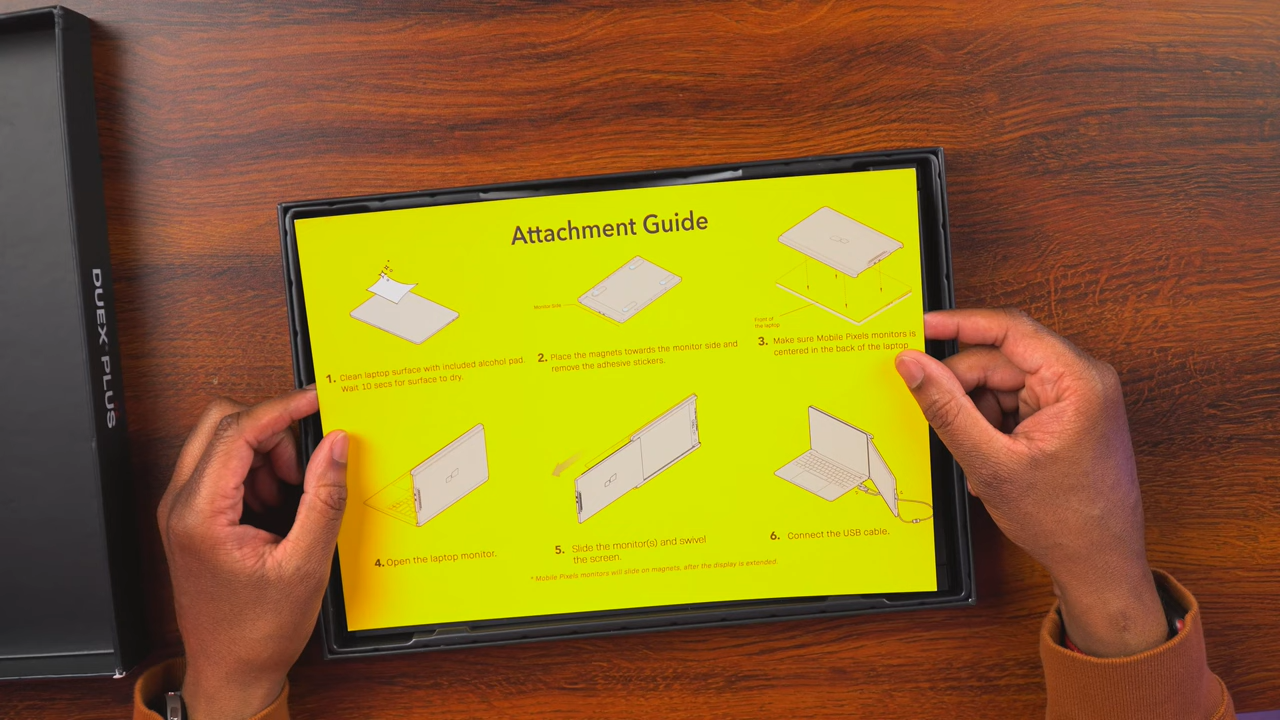 DUEX PLUS
Attachment Guide
1. Clean laptop surface with included alcohol pad.
Wait 10 secs for surface to dry.
Monitor Side
2. Place the magnets towards the monitor side and
remove the adhesive stickers.
Front of
the laptop
3. Make sure Mobile Pixels monitors is
centered in the back of the laptop
4. Open the laptop monitor.
5. Slide the monitor(s) and swivel
the screen.
6. Connect the USB cable.
* Mobile Pixels monitors will slide on magnets, after the display is extended.